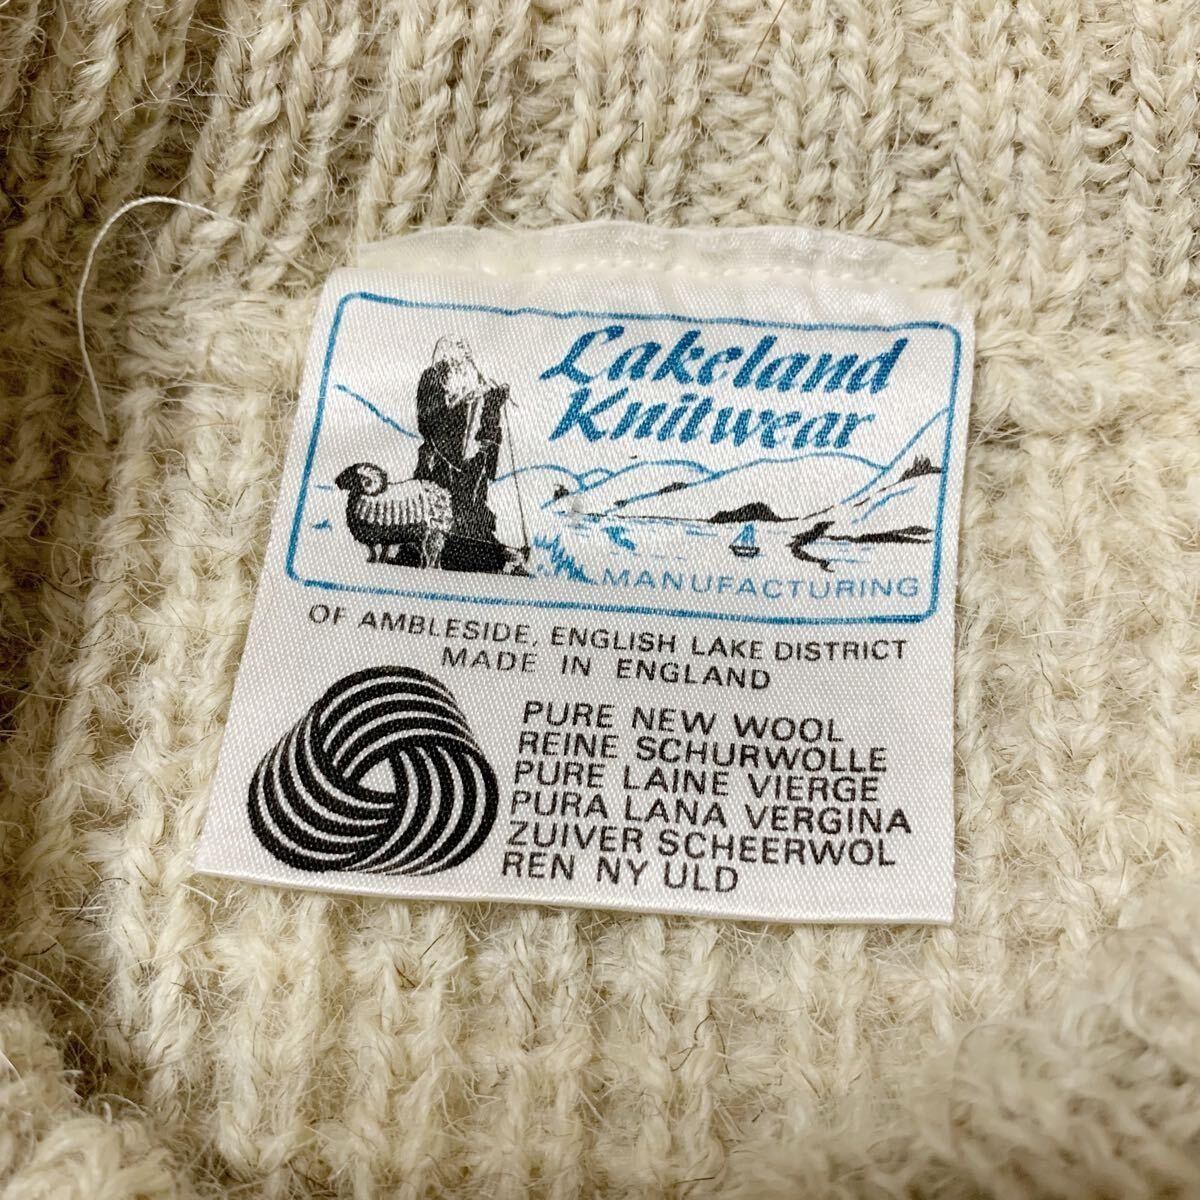 Lakeland
Knitwear
MANUFACTURING
OF AMBLESIDE, ENGLISH LAKE DISTRICT
MADE IN ENGLAND
PURE NEW WOOL
REINE SCHURWOLLE
PURE LAINE VIERGE
PURA LANA VERGINA
ZUIVER SCHEERWOL
REN NY ULD